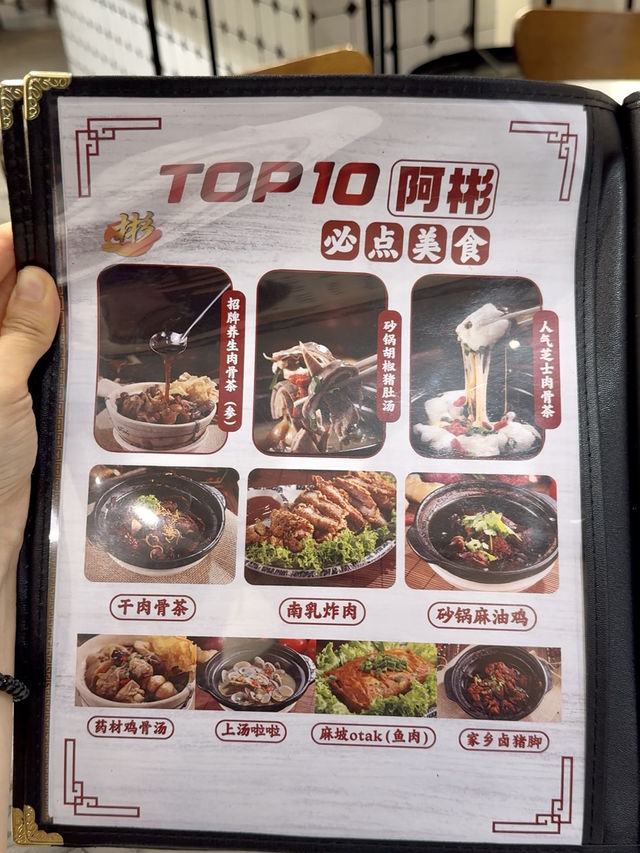 TOP 10 阿彬
彬
必点美食
招牌养生肉骨茶（参）
砂锅胡椒猪肚汤
人气芝士肉骨茶
干肉骨茶
南乳炸肉
砂锅麻油鸡
药材鸡骨汤
上汤啦啦
麻坡otak(鱼肉)
家乡卤猪脚